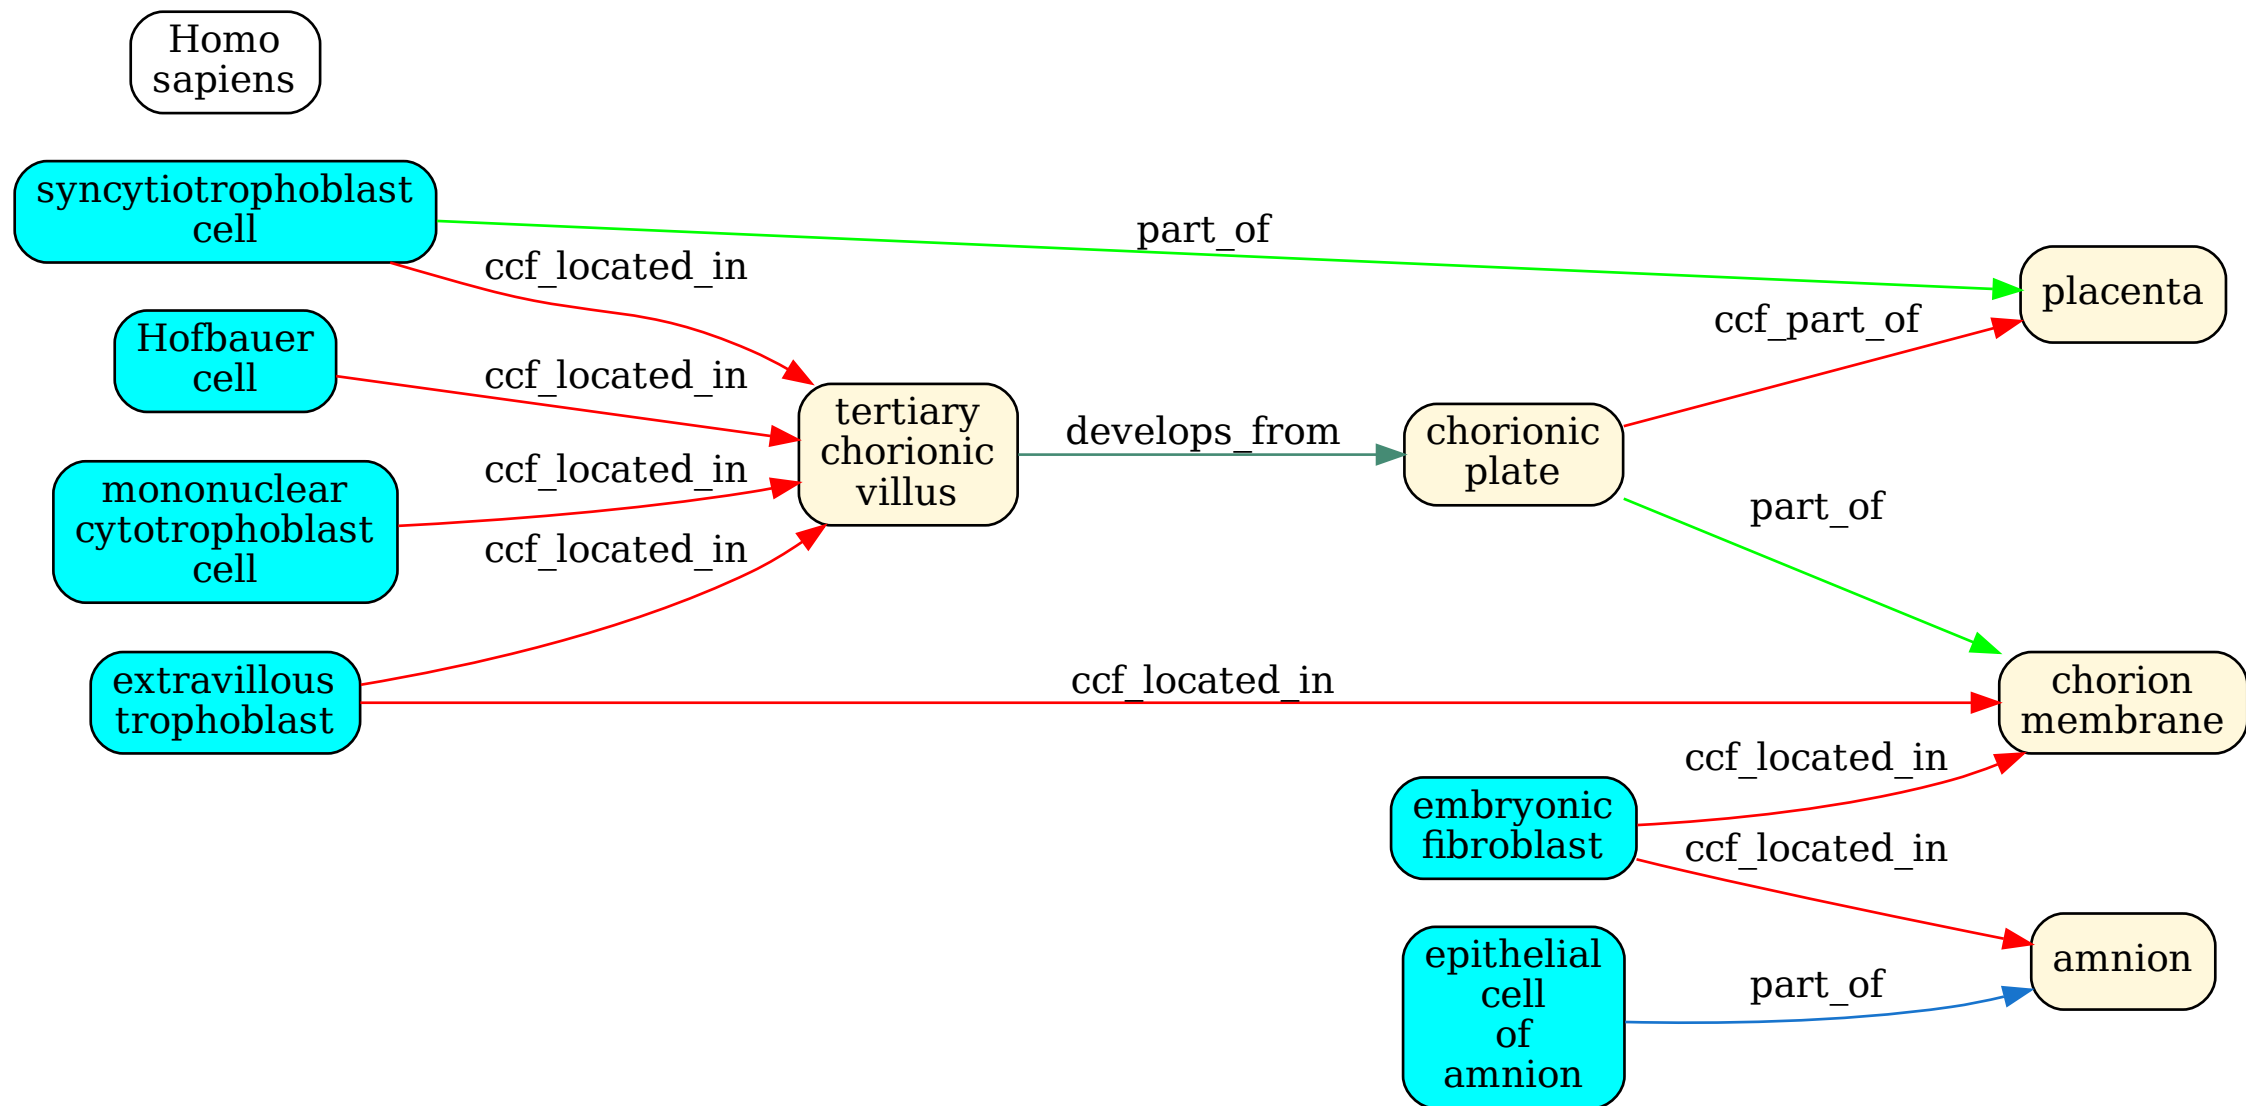 Homo
sapiens
syncytiotrophoblast
cell
part_of
ccf_located_in
placenta
Hofbauer
cell
ccf_located_in
ccf_part_of
tertiary
chorionic
villus
develops_from
chorionic
plate
mononuclear
cytotrophoblast
cell
ccf_located_in
part_of
ccf_located_in
extravillous
trophoblast
ccf_located_in
chorion
membrane
embryonic
fibroblast
ccf_located_in
ccf_located_in
amnion
epithelial
cell
of
amnion
part_of